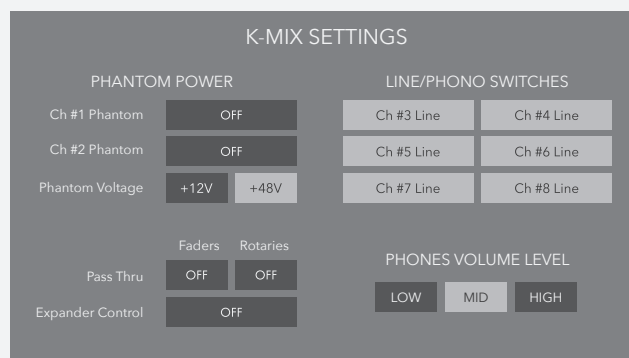 K-MIX SETTINGS
PHANTOM POWER
Ch #1 Phantom OFF
Ch #2 Phantom OFF
Phantom Voltage +12V +48V
Faders Rotaries
Pass Thru OFF OFF
Expander Control OFF
LINE/PHONO SWITCHES
Ch #3 Line Ch #4 Line
Ch #5 Line Ch #6 Line
Ch #7 Line Ch #8 Line
PHONES VOLUME LEVEL
LOW MID HIGH